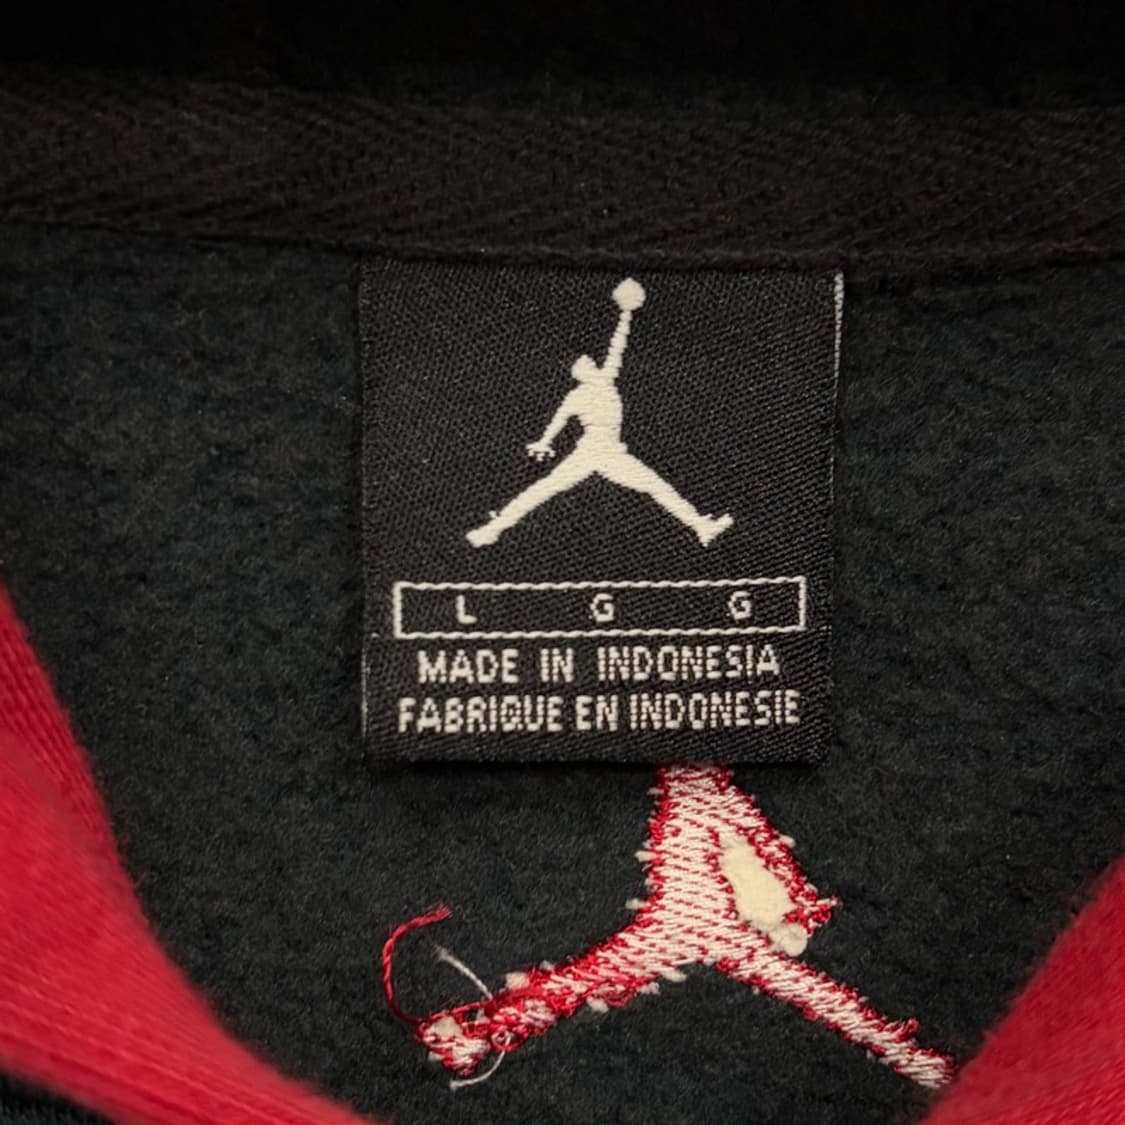 L G G
MADE IN INDONESIA
FABRIQUE EN INDONESIE